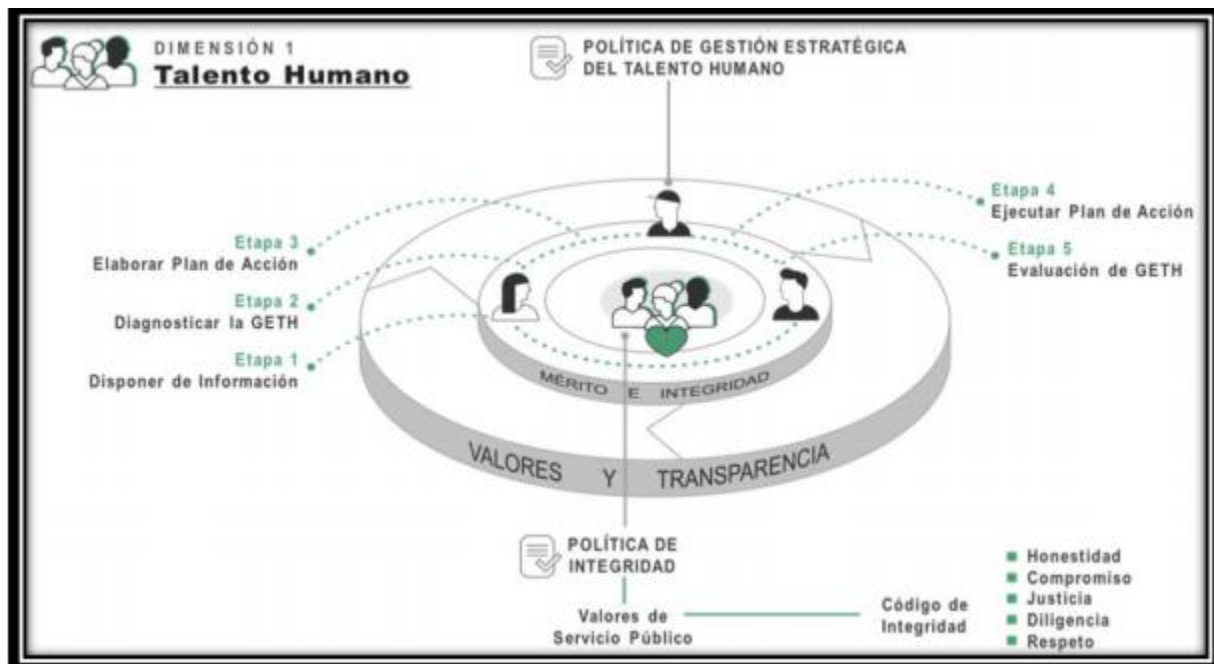 DIMENSIÓN 1
Talento Humano
POLÍTICA DE GESTIÓN ESTRATÉGICA
DEL TALENTO HUMANO
Etapa 3
Elaborar Plan de Acción
Etapa 2
Diagnosticar la GETH
Etapa 1
Disponer de Información
Etapa 4
Ejecutar Plan de Acción
Etapa 5
Evaluación de GETH
MÉRITO E INTEGRIDAD
VALORES Y TRANSPARENCIA
POLÍTICA DE
INTEGRIDAD
Valores de
Servicio Público
Código de
Integridad
Honestidad
Compromiso
Justicia
Diligencia
Respeto